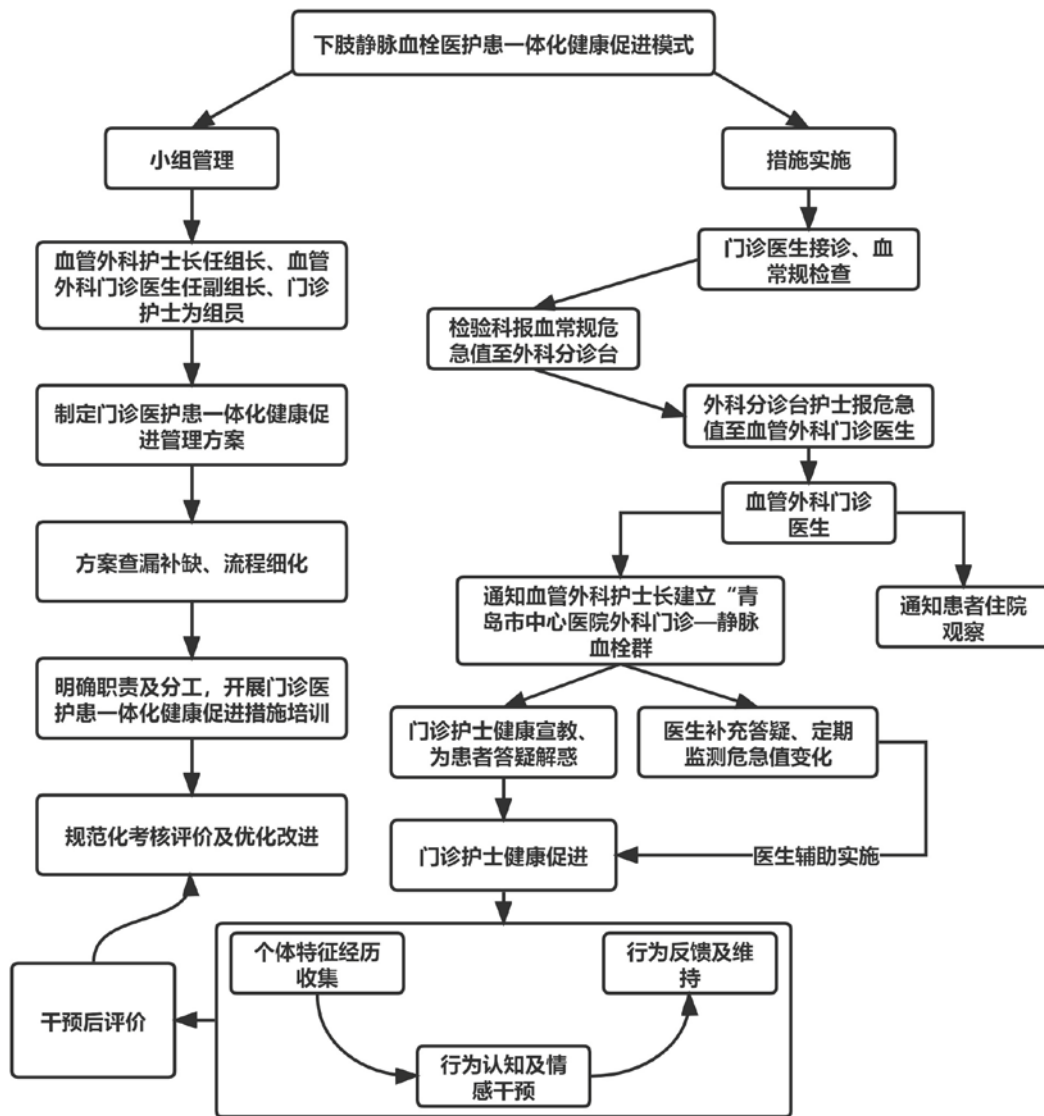 下肢静脉血栓医护患一体化健康促进模式
小组管理
血管外科护士长任组长、血管
外科门诊医生任副组长、门诊
护士为组员
制定门诊医护患一体化健康促
进管理方案
方案查漏补缺、流程细化
明确职责及分工，开展门诊医
护患一体化健康促进措施培训
规范化考核评价及优化改进
措施实施
门诊医生接诊、血
常规检查
检验科报血常规危
急值至外科分诊台
外科分诊台护士报危急
值至血管外科门诊医生
血管外科门诊
医生
通知血管外科护士长建立“青
岛市中心医院外科门诊—静脉
血栓群
通知患者住院
观察
门诊护士健康宣教、
为患者答疑解惑
医生补充答疑、定期
监测危急值变化
门诊护士健康促进
医生辅助实施
个体特征经历
收集
行为认知及情
感干预
行为反馈及维
持
干预后评价